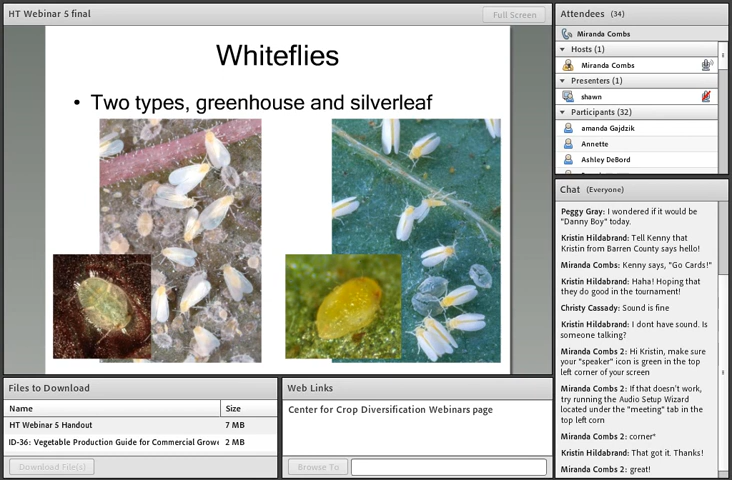 HT Webinar 5 final
Full Screen
Whiteflies
• Two types, greenhouse and silverleaf
Files to Download
Name Size
HT Webinar 5 Handout 7 MB
ID-36: Vegetable Production Guide for Commercial Growe 2 MB
Download File(s)
Web Links
Center for Crop Diversification Webinars page
Browse To
Attendees (34)
Miranda Combs
Hosts (1)
Miranda Combs
Presenters (1)
shawn
Participants (32)
amanda Gajdzik
Annette
Ashley DeBord
Chat (Everyone)
Peggy Gray: I wondered if it would be
"Danny Boy" today.
Kristin Hildabrand: Tell Kenny that
Kristin from Barren County says hello!
Miranda Combs: Kenny says, "Go Cards!"
Kristin Hildabrand: Haha! Hoping that
they do good in the tournament!
Christy Cassady: Sound is fine
Kristin Hildabrand: I dont have sound. Is
someone talking?
Miranda Combs 2: Hi Kristin, make sure
your "speaker" icon is green in the top
left corner of your screen
Miranda Combs 2: If that doesn't work,
try running the Audio Setup Wizard
located under the "meeting" tab in the
top left corn
Miranda Combs 2: corner*
Kristin Hildabrand: That got it. Thanks!
Miranda Combs 2: great!